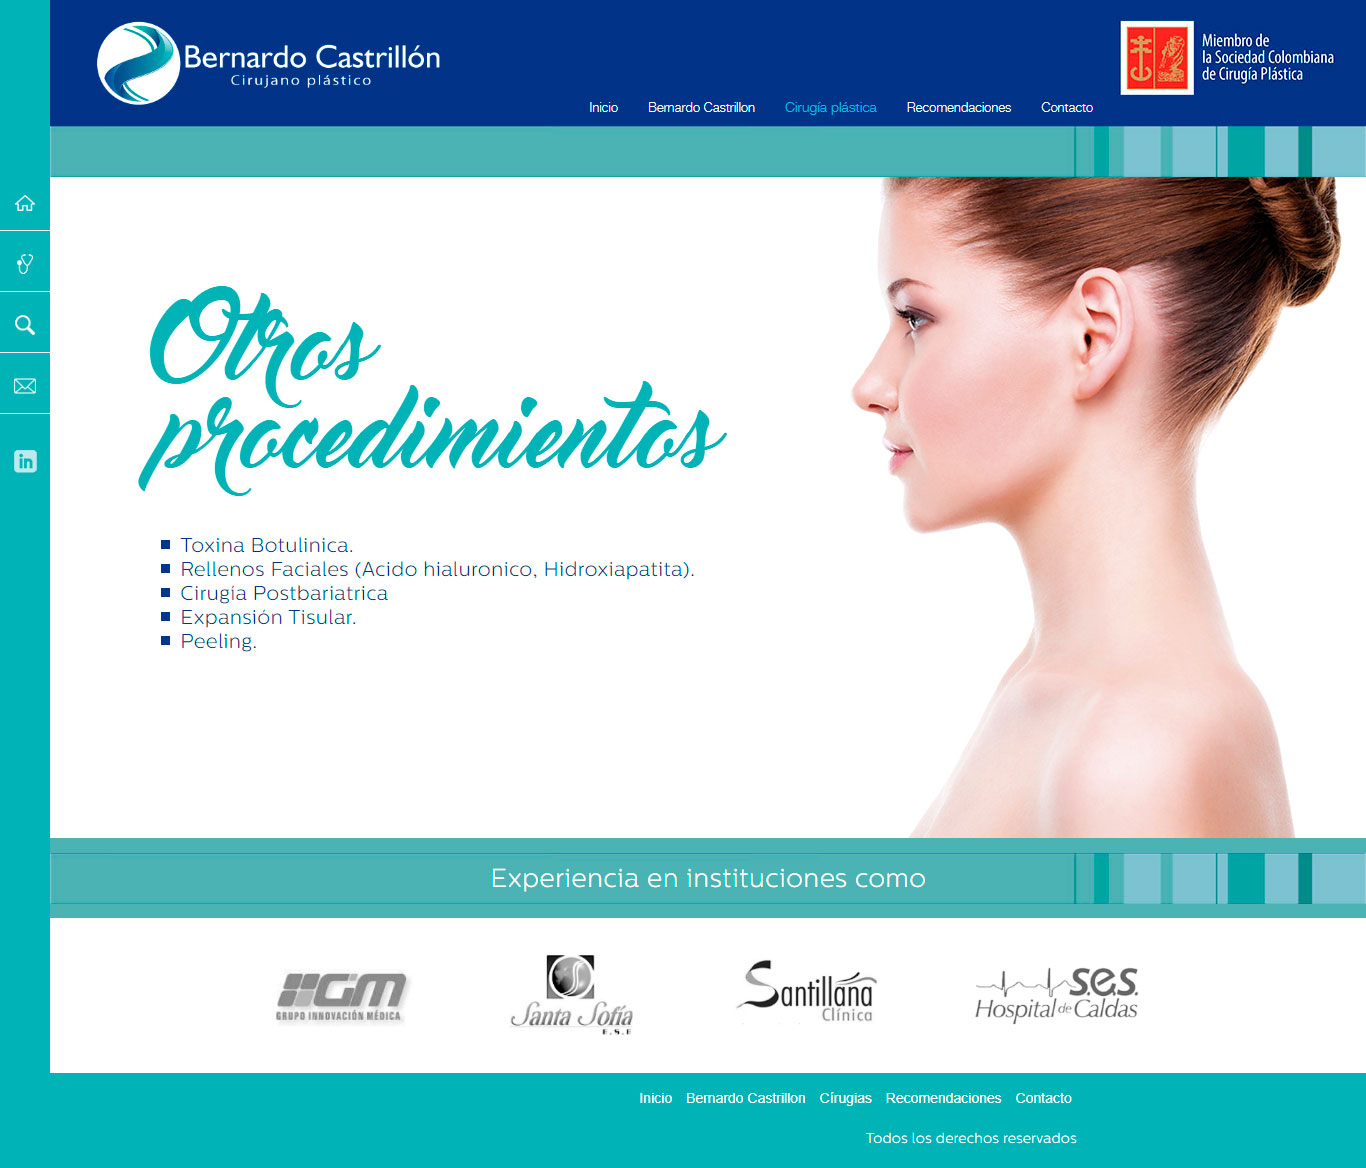 Bernardo Castrillón
Cirujano plástico
Miembro de
la Sociedad Colombiana
de Cirugía Plástica
Inicio Bernardo Castrillon Cirugía plástica Recomendaciones Contacto
in
Otros
procedimientos
Toxina Botulinica.
Rellenos Faciales (Acido hialuronico, Hidroxiapatita).
Cirugía Postbariatrica
Expansión Tisular.
Peeling.
Experiencia en instituciones como
GM
GRUPO INNOVACIÓN MÉDICA
Santa Sofía
E.S.E
Santillana
Clínica
s.e.s.
Hospital de Caldas
Inicio Bernardo Castrillon Círugias Recomendaciones Contacto
Todos los derechos reservados